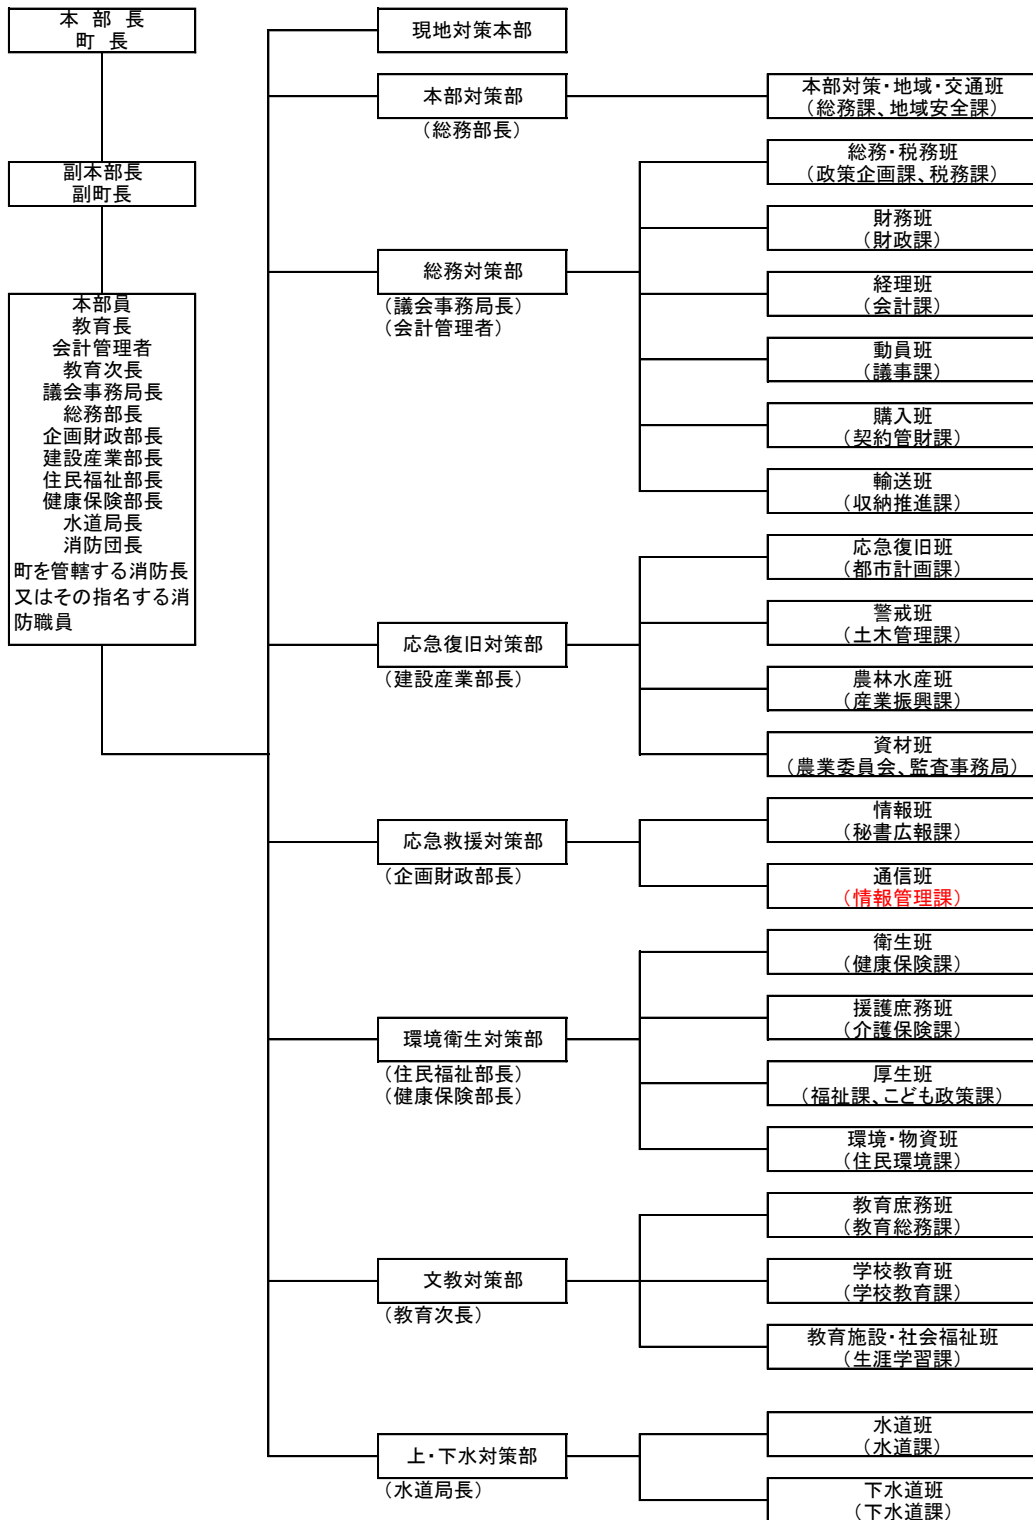 本 部 長
町 長
副本部長
副町長
本部員
教育長
会計管理者
教育次長
議会事務局長
総務部長
企画財政部長
建設産業部長
住民福祉部長
健康保険部長
水道局長
消防団長
町を管轄する消防長
又はその指名する消
防職員
現地対策本部
本部対策部
（総務部長）
本部対策・地域・交通班
（総務課、地域安全課）
総務対策部
（議会事務局長）
（会計管理者）
総務・税務班
（政策企画課、税務課）
財務班
（財政課）
経理班
（会計課）
動員班
（議事課）
購入班
（契約管財課）
輸送班
（収納推進課）
応急復旧対策部
（建設産業部長）
応急復旧班
（都市計画課）
警戒班
（土木管理課）
農林水産班
（産業振興課）
資材班
（農業委員会、監査事務局）
応急救援対策部
（企画財政部長）
情報班
（秘書広報課）
通信班
（情報管理課）
環境衛生対策部
（住民福祉部長）
（健康保険部長）
衛生班
（健康保険課）
援護庶務班
（介護保険課）
厚生班
（福祉課、こども政策課）
環境・物資班
（住民環境課）
文教対策部
（教育次長）
教育庶務班
（教育総務課）
学校教育班
（学校教育課）
教育施設・社会福祉班
（生涯学習課）
上・下水対策部
（水道局長）
水道班
（水道課）
下水道班
（下水道課）